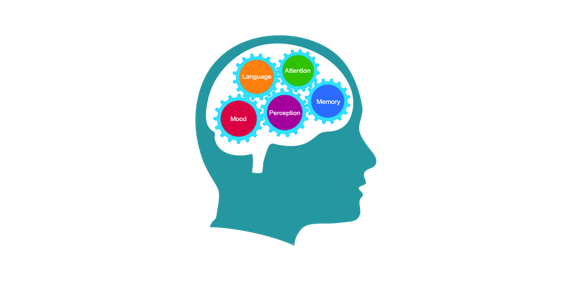 Language
Attention
Memory
Mood
Perception